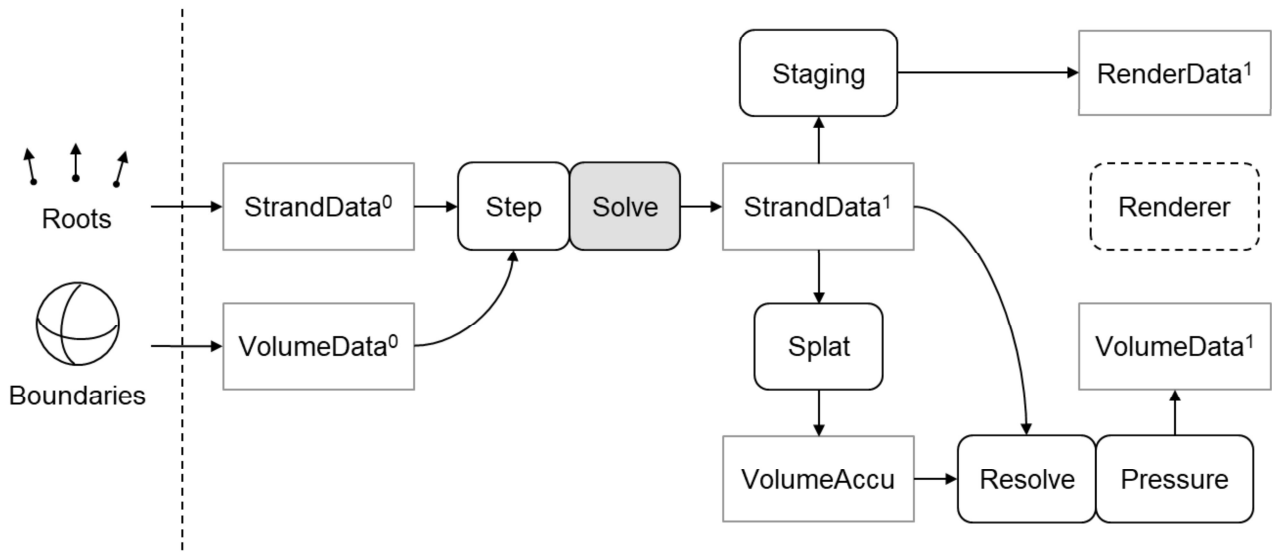 Staging
RenderData¹
Roots
StrandData⁰
Step
Solve
StrandData¹
Renderer
Boundaries
VolumeData⁰
Splat
VolumeData¹
VolumeAccu
Resolve
Pressure